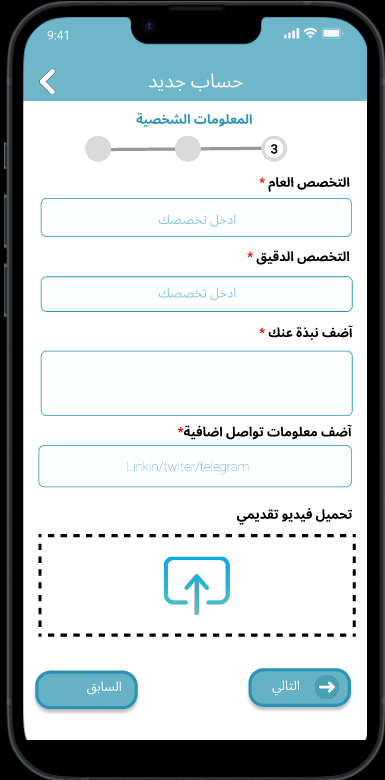 9:41
حساب جديد
المعلومات الشخصية
3
التخصص العام *
ادخل تخصصك
التخصص الدقيق *
ادخل تخصصك
أضف نبذة عنك *
أضف معلومات تواصل اضافية*
Linkin/twiter/telegram
تحميل فيديو تقديمي
التالي
السابق